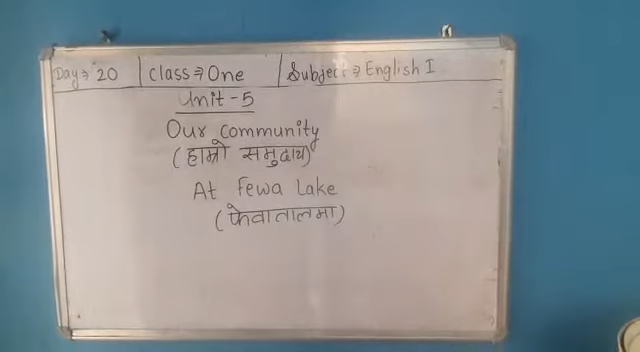 Day ⇒ 20 | Class ⇒ One | Subject ⇒ English I
Unit - 5
Our Community
(हाम्रो समुदाय)
At Fewa Lake
(फेवातालमा)